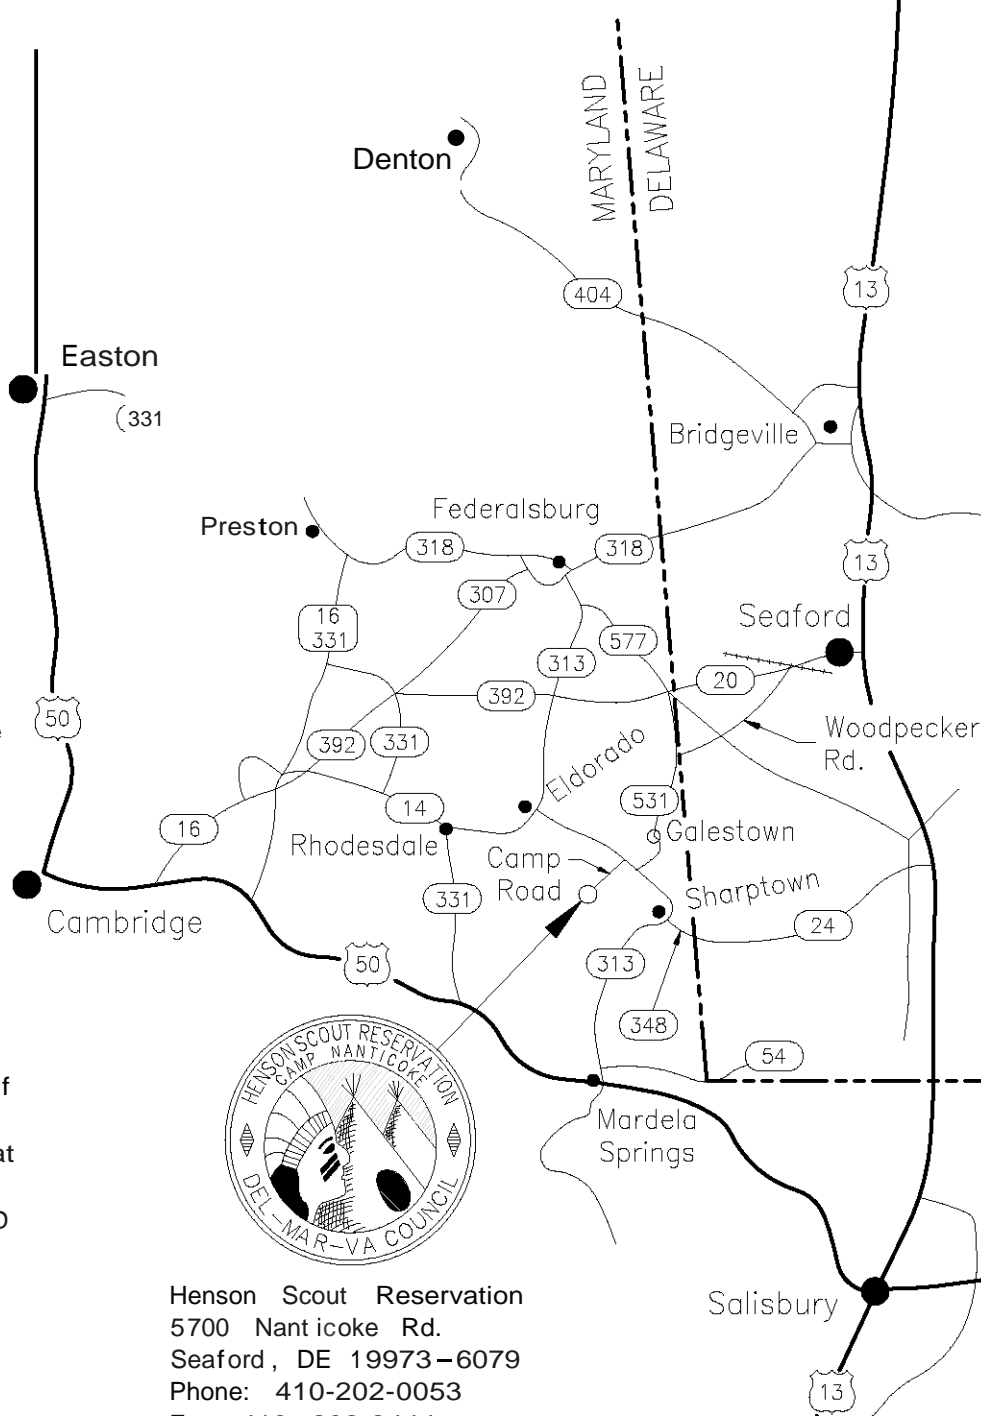 MARYLAND
DELAWARE
Denton
404
13
Easton
331
Bridgeville
Federalsburg
Preston
318
318
13
307
16
331
577
Seaford
313
20
392
50
Woodpecker
Rd.
392
331
Eldorado
531
14
16
Galestown
Rhodesdale
Camp
Road
Sharptown
331
24
Cambridge
313
50
348
54
HENSON SCOUT RESERVATION
CAMP NANTICOKE
DEL-MAR-VA COUNCIL
f
at
Mardela
Springs
Salisbury
Henson Scout Reservation
5700 Nant icoke Rd.
Seaford , DE 19973-6079
Phone: 410-202-0053
13